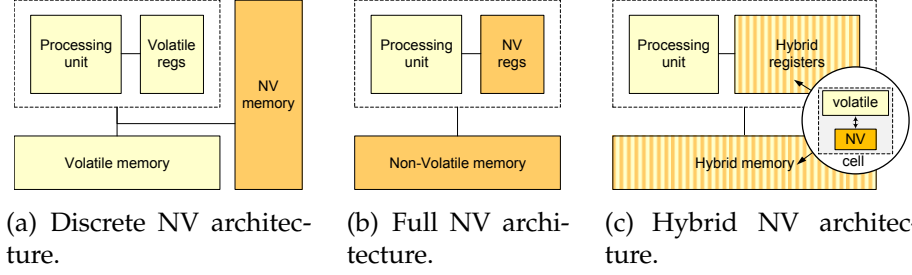 Processing
unit
Volatile
regs
NV
memory
Volatile memory
(a) Discrete NV architec-
ture.
Processing
unit
NV
regs
Non-Volatile memory
(b) Full NV archi-
tecture.
Processing
unit
Hybrid
registers
volatile
NV
cell
Hybrid memory
(c) Hybrid NV architec-
ture.